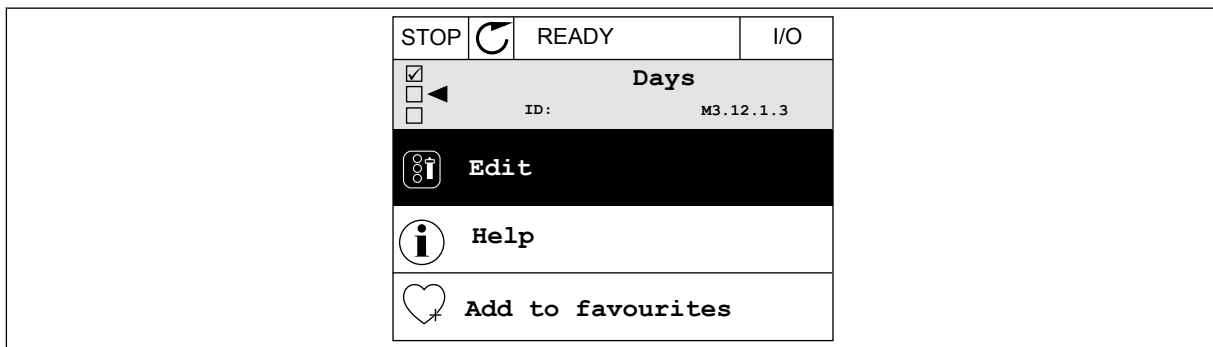 STOP READY I/O
Days
ID: M3.12.1.3
Edit
Help
Add to favourites